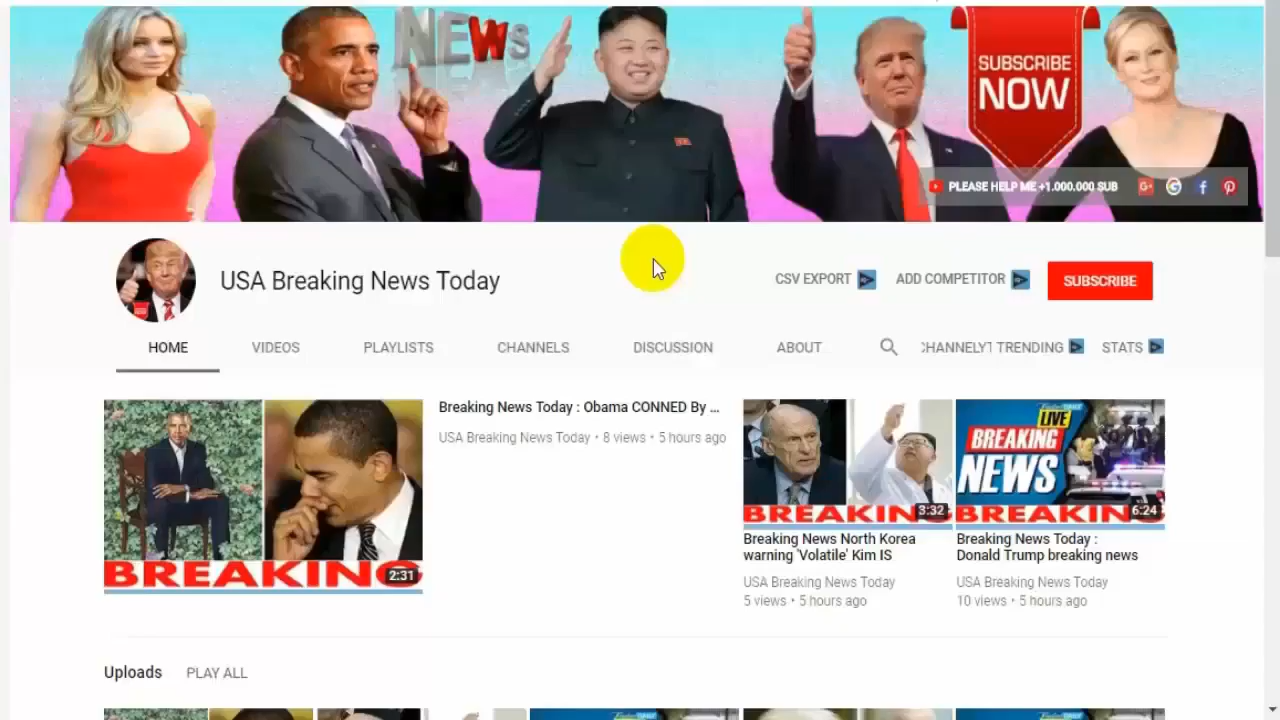 NEWS
SUBSCRIBE
NOW
PLEASE HELP ME +1.000.000 SUB
USA Breaking News Today
CSV EXPORT
ADD COMPETITOR
SUBSCRIBE
HOME
VIDEOS
PLAYLISTS
CHANNELS
DISCUSSION
ABOUT
CHANNELYT TRENDING
STATS
BREAKING
2:31
Breaking News Today : Obama CONNED By ...
USA Breaking News Today • 8 views • 5 hours ago
BREAKIN
3:32
Breaking News North Korea
warning 'Volatile' Kim IS
USA Breaking News Today
5 views • 5 hours ago
LIVE
BREAKING
NEWS
BREAKIN
6:24
Breaking News Today :
Donald Trump breaking news
USA Breaking News Today
10 views • 5 hours ago
Uploads
PLAY ALL